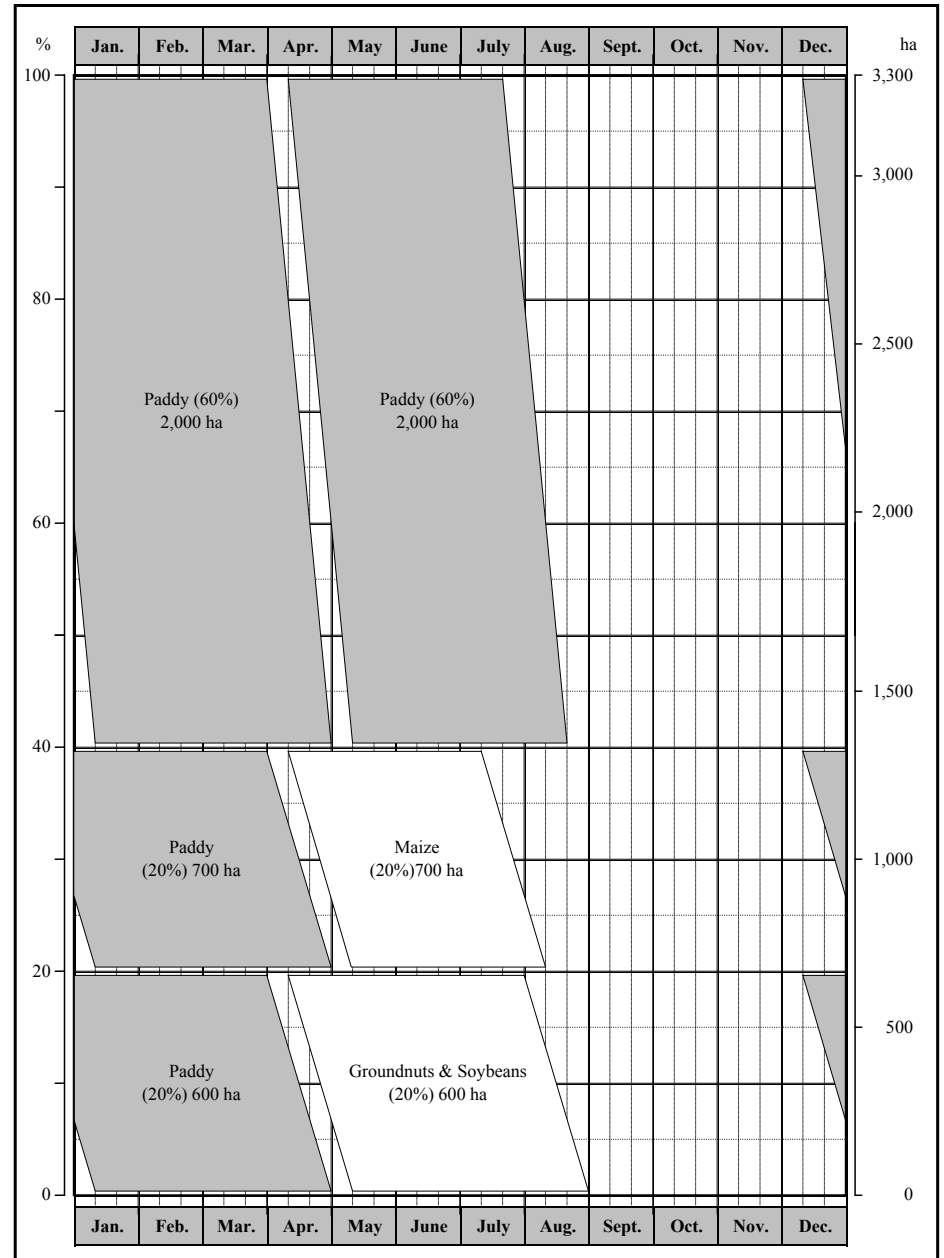 % Jan. Feb. Mar. Apr. May June July Aug. Sept. Oct. Nov. Dec. ha
100 3,300
3,000
80
2,500
Paddy (60%) Paddy (60%)
2,000 ha 2,000 ha
60 2,000
1,500
40
Paddy Maize
(20%) 700 ha (20%)700 ha
1,000
20
500
Paddy Groundnuts & Soybeans
(20%) 600 ha (20%) 600 ha
0 0
Jan. Feb. Mar. Apr. May June July Aug. Sept. Oct. Nov. Dec.